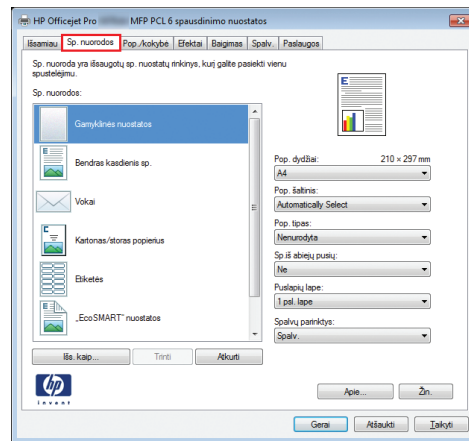 HP Officejet Pro MFP PCL 6 spausdinimo nuostatos
Išsamiau Sp. nuorodos Pop./kokybė Efektai Baigimas Spalv. Paslaugos
Sp. nuoroda yra išsaugotų sp. nuostatų rinkinys, kurį galite pasiekti vienu
spustelėjimu.
Sp. nuorodos:
Gamyklinės nuostatos
Bendras kasdienis sp.
Vokai
Kartonas/storas popierius
Etiketės
„EcoSMART“ nuostatos
Išs. kaip... Trinti Atkurti
Pop. dydžiai: 210 × 297 mm
A4
Pop. šaltinis:
Automatically Select
Pop. tipas:
Nenurodyta
Sp.iš abiejų pusių:
Ne
Puslapių lape:
1 psl. lape
Spalvų parinktys:
Spalv.
hp
invent
Apie... Žin.
Gerai Atšaukti Taikyti